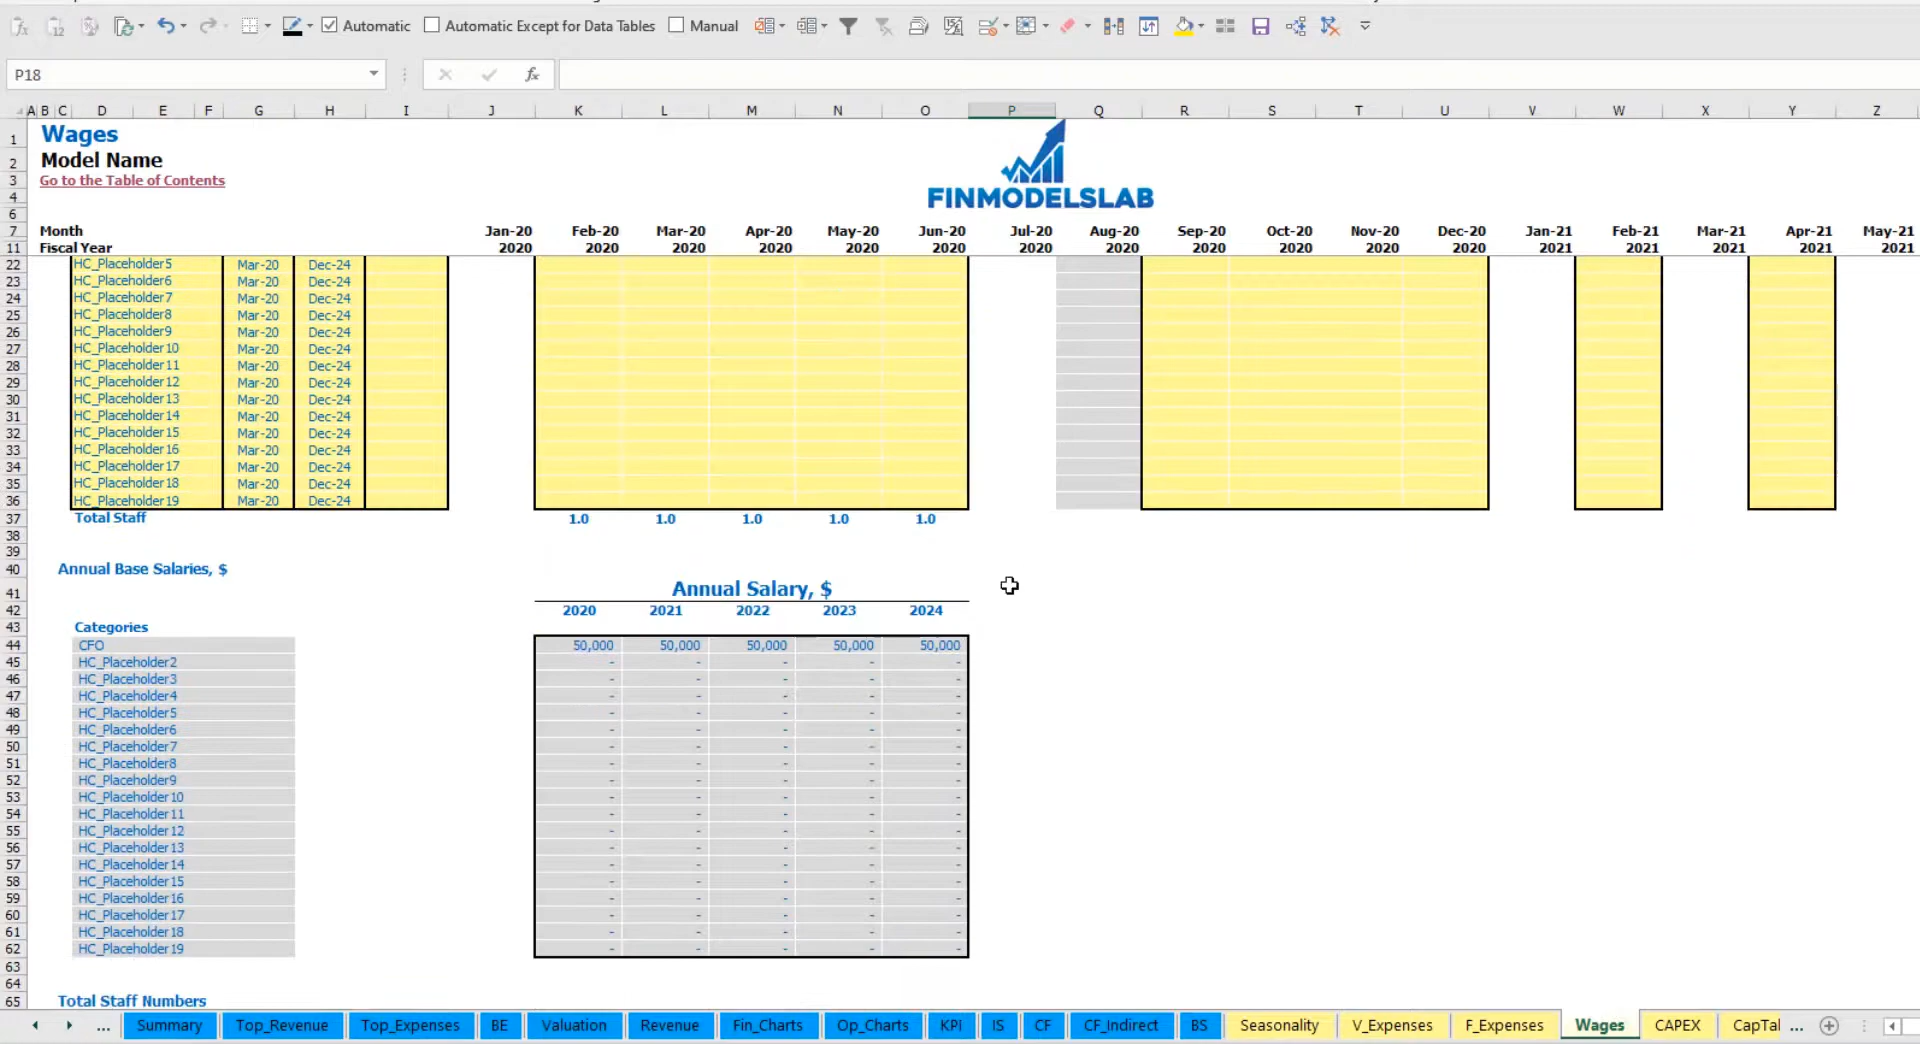 Automatic Automatic Except for Data Tables Manual
P18 fx
A B C D E F G H I J K L M N O P Q R S T U V W X Y Z
1 Wages
2 Model Name
3 Go to the Table of Contents
4
FINMODELSLAB
6
7 Month Jan-20 Feb-20 Mar-20 Apr-20 May-20 Jun-20 Jul-20 Aug-20 Sep-20 Oct-20 Nov-20 Dec-20 Jan-21 Feb-21 Mar-21 Apr-21 May-21
11 Fiscal Year 2020 2020 2020 2020 2020 2020 2020 2020 2020 2020 2020 2020 2021 2021 2021 2021 2021
22 HC_Placeholder5 Mar-20 Dec-24
23 HC_Placeholder6 Mar-20 Dec-24
24 HC_Placeholder7 Mar-20 Dec-24
25 HC_Placeholder8 Mar-20 Dec-24
26 HC_Placeholder9 Mar-20 Dec-24
27 HC_Placeholder10 Mar-20 Dec-24
28 HC_Placeholder11 Mar-20 Dec-24
29 HC_Placeholder12 Mar-20 Dec-24
30 HC_Placeholder13 Mar-20 Dec-24
31 HC_Placeholder14 Mar-20 Dec-24
32 HC_Placeholder15 Mar-20 Dec-24
33 HC_Placeholder16 Mar-20 Dec-24
34 HC_Placeholder17 Mar-20 Dec-24
35 HC_Placeholder18 Mar-20 Dec-24
36 HC_Placeholder19 Mar-20 Dec-24
37 Total Staff 1.0 1.0 1.0 1.0 1.0
38
39
40 Annual Base Salaries, $
41 Annual Salary, $
42 2020 2021 2022 2023 2024
43 Categories
44 CFO 50,000 50,000 50,000 50,000 50,000
45 HC_Placeholder2 - - - - -
46 HC_Placeholder3 - - - - -
47 HC_Placeholder4 - - - - -
48 HC_Placeholder5 - - - - -
49 HC_Placeholder6 - - - - -
50 HC_Placeholder7 - - - - -
51 HC_Placeholder8 - - - - -
52 HC_Placeholder9 - - - - -
53 HC_Placeholder10 - - - - -
54 HC_Placeholder11 - - - - -
55 HC_Placeholder12 - - - - -
56 HC_Placeholder13 - - - - -
57 HC_Placeholder14 - - - - -
58 HC_Placeholder15 - - - - -
59 HC_Placeholder16 - - - - -
60 HC_Placeholder17 - - - - -
61 HC_Placeholder18 - - - - -
62 HC_Placeholder19 - - - - -
63
64
65 Total Staff Numbers
... Summary Top_Revenue Top_Expenses BE Valuation Revenue Fin_Charts Op_Charts KPI IS CF CF_Indirect BS Seasonality V_Expenses F_Expenses Wages CAPEX CapTal ...